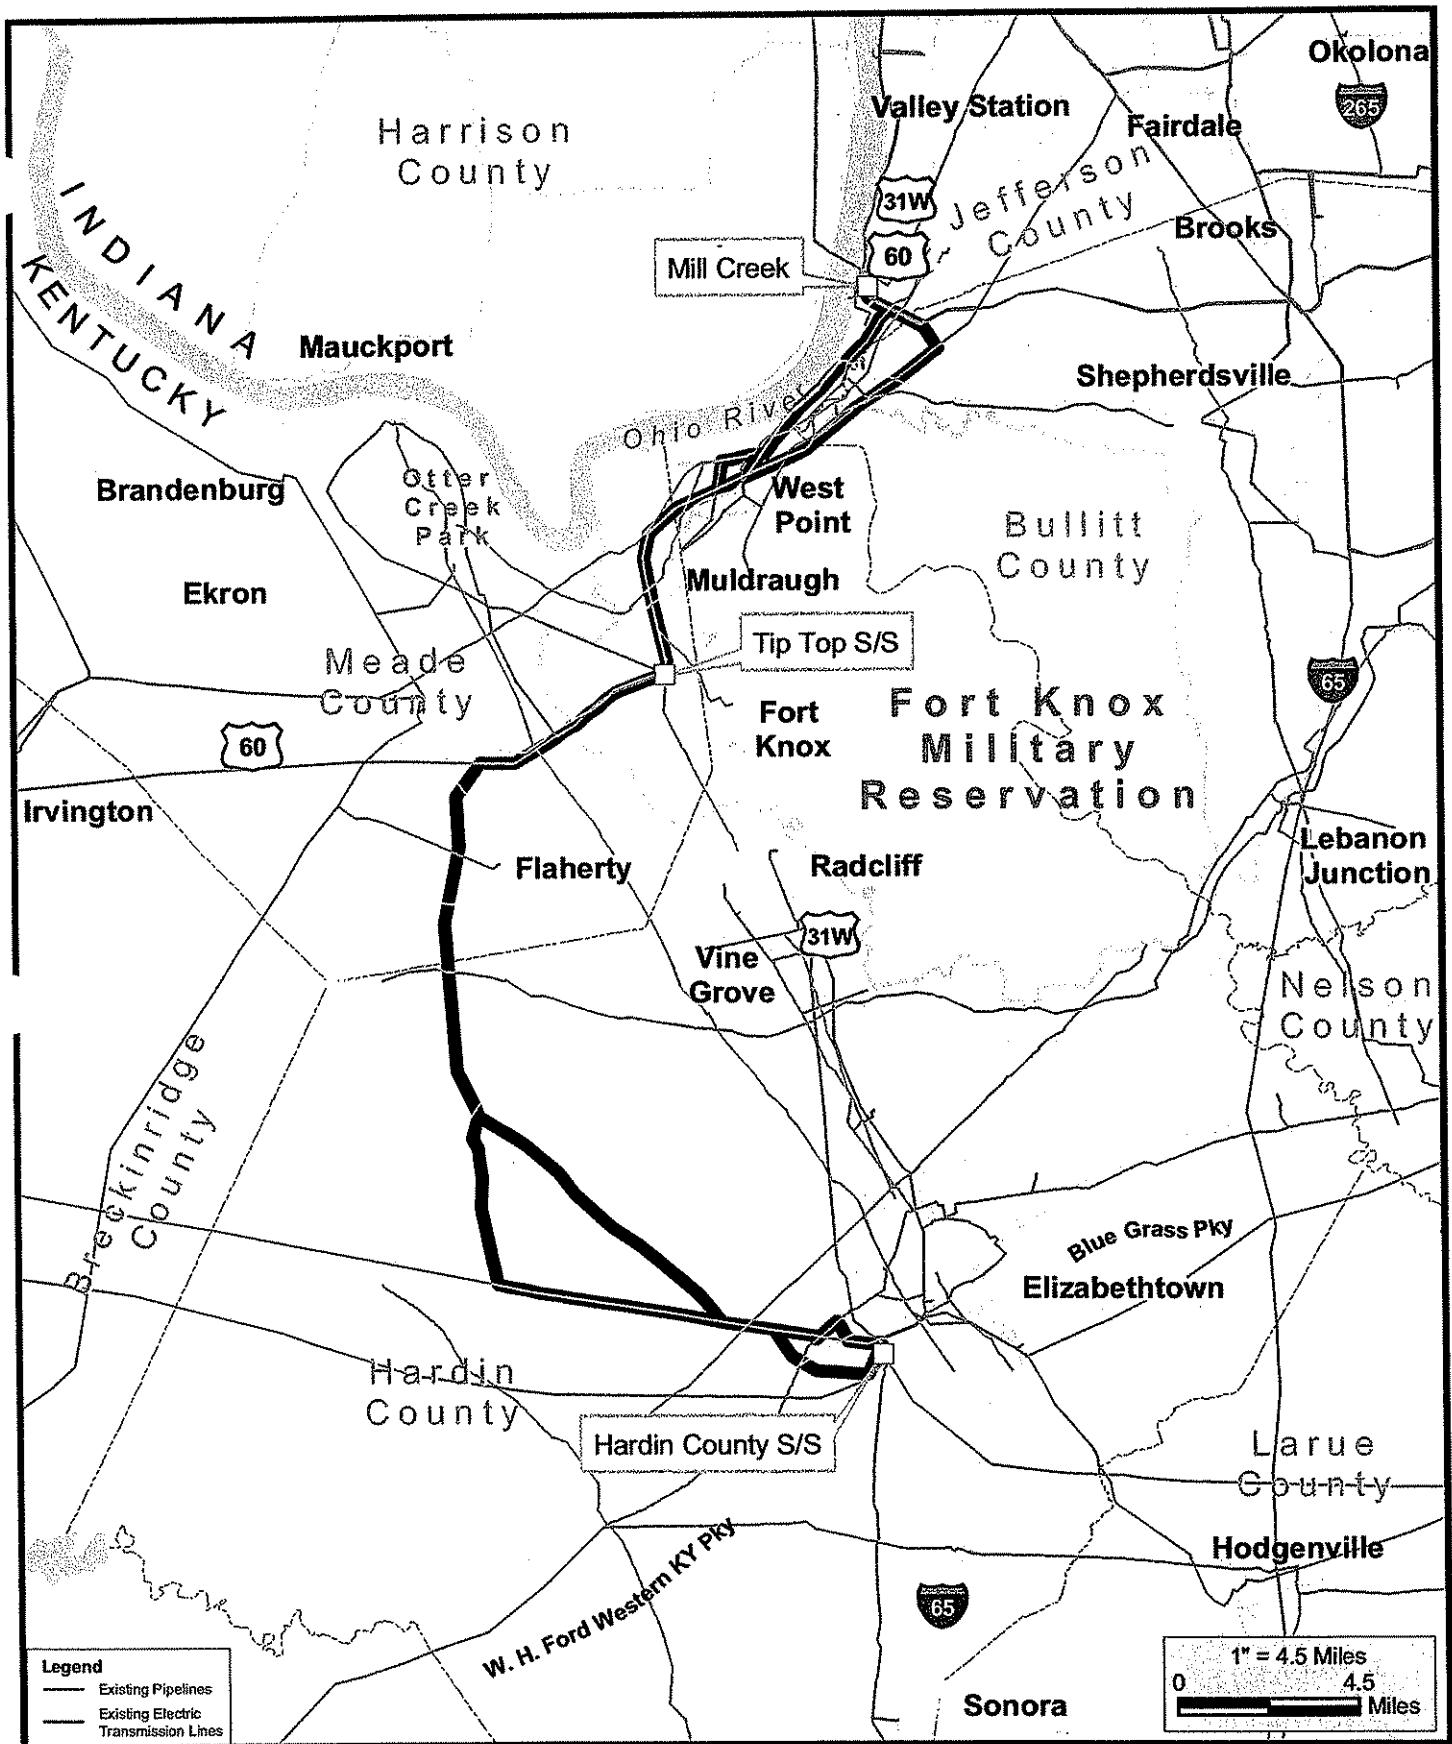 Okolona
265
Valley Station
Fairdale
Harrison
County
31W
Jefferson
County
Brooks
60
Mill Creek
INDIANA
KENTUCKY
Mauckport
Shepherdsville
Ohio River
Brandenburg
Otter
Creek
Park
West
Point
Bullitt
County
Muldraugh
Ekron
Tip Top S/S
Meade
County
65
Fort Knox
Military
Reservation
Fort
Knox
60
Irvington
Lebanon
Junction
Flaherty
Radcliff
31W
Vine
Grove
Nelson
County
Breckinridge
County
Blue Grass Pky
Elizabethtown
Hardin
County
Hardin County S/S
Larue
County
Hodgenville
W. H. Ford Western KY Pky
65
Sonora
Legend
Existing Pipelines
Existing Electric
Transmission Lines
1" = 4.5 Miles
0 4.5
Miles